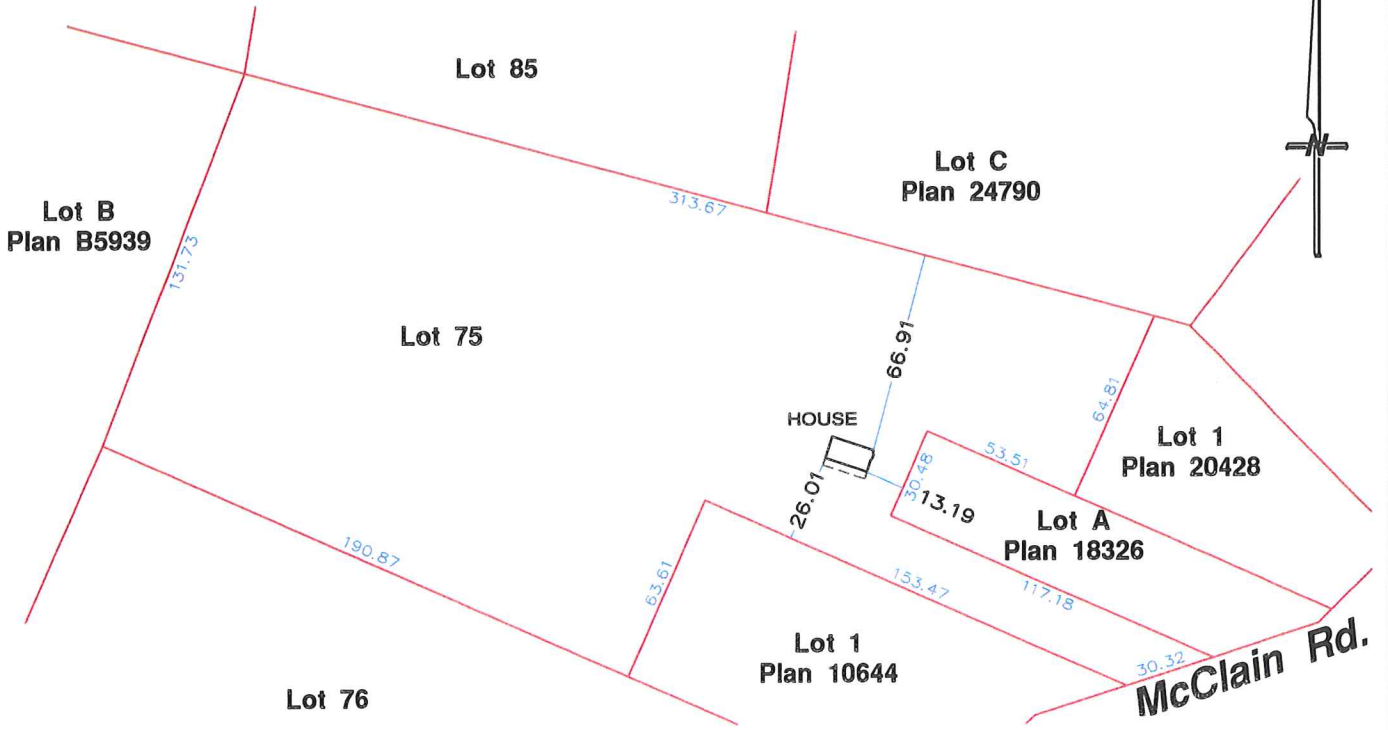 Lot 85
Lot C
Plan 24790
N
Lot B
Plan B5939
313.67
131.73
Lot 75
66.91
64.81
HOUSE
Lot 1
Plan 20428
53.51
30.48
13.19
26.01
Lot A
Plan 18326
190.87
63.61
153.47
117.18
Lot 1
Plan 10644
30.32
McClain Rd.
Lot 76